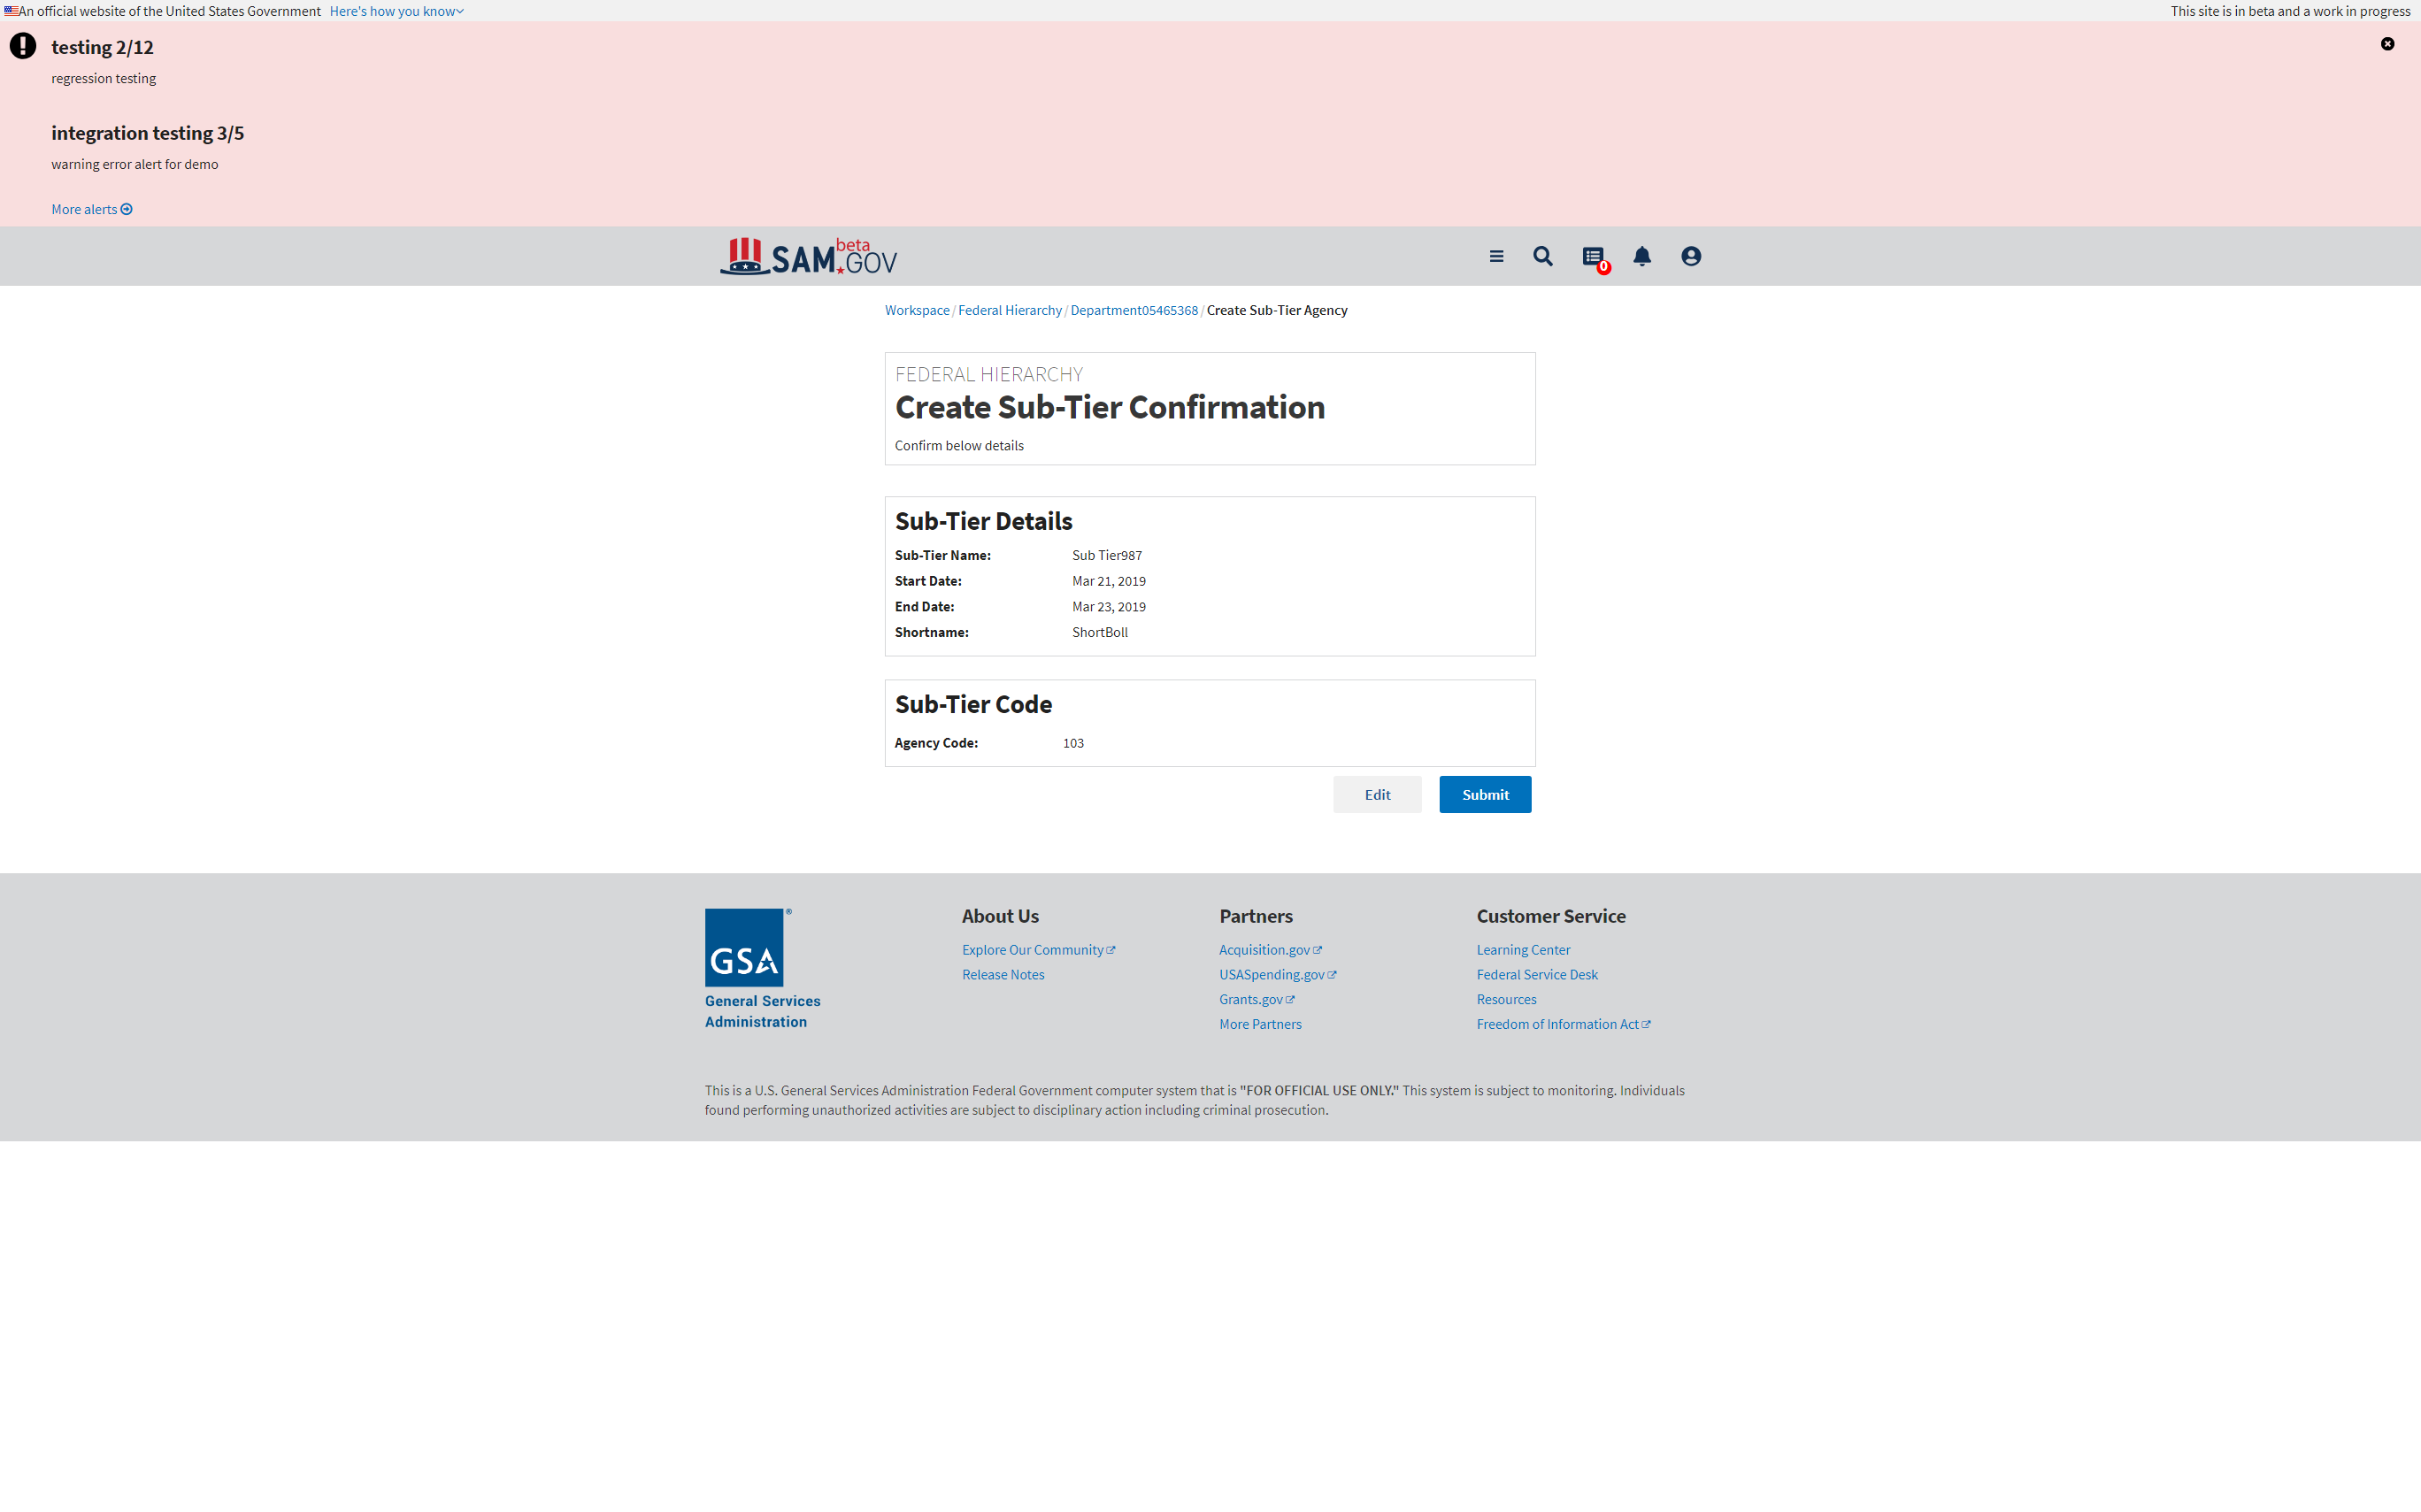 An official website of the United States Government Here's how you know
This site is in beta and a work in progress
testing 2/12
regression testing
integration testing 3/5
warning error alert for demo
More alerts
SAM.GOV beta
0
Workspace / Federal Hierarchy / Department05465368 / Create Sub-Tier Agency
FEDERAL HIERARCHY
Create Sub-Tier Confirmation
Confirm below details
Sub-Tier Details
Sub-Tier Name: Sub Tier987
Start Date: Mar 21, 2019
End Date: Mar 23, 2019
Shortname: ShortBoll
Sub-Tier Code
Agency Code: 103
Edit Submit
GSA ®
General Services
Administration
About Us
Explore Our Community
Release Notes
Partners
Acquisition.gov
USASpending.gov
Grants.gov
More Partners
Customer Service
Learning Center
Federal Service Desk
Resources
Freedom of Information Act
This is a U.S. General Services Administration Federal Government computer system that is "FOR OFFICIAL USE ONLY." This system is subject to monitoring. Individuals
found performing unauthorized activities are subject to disciplinary action including criminal prosecution.